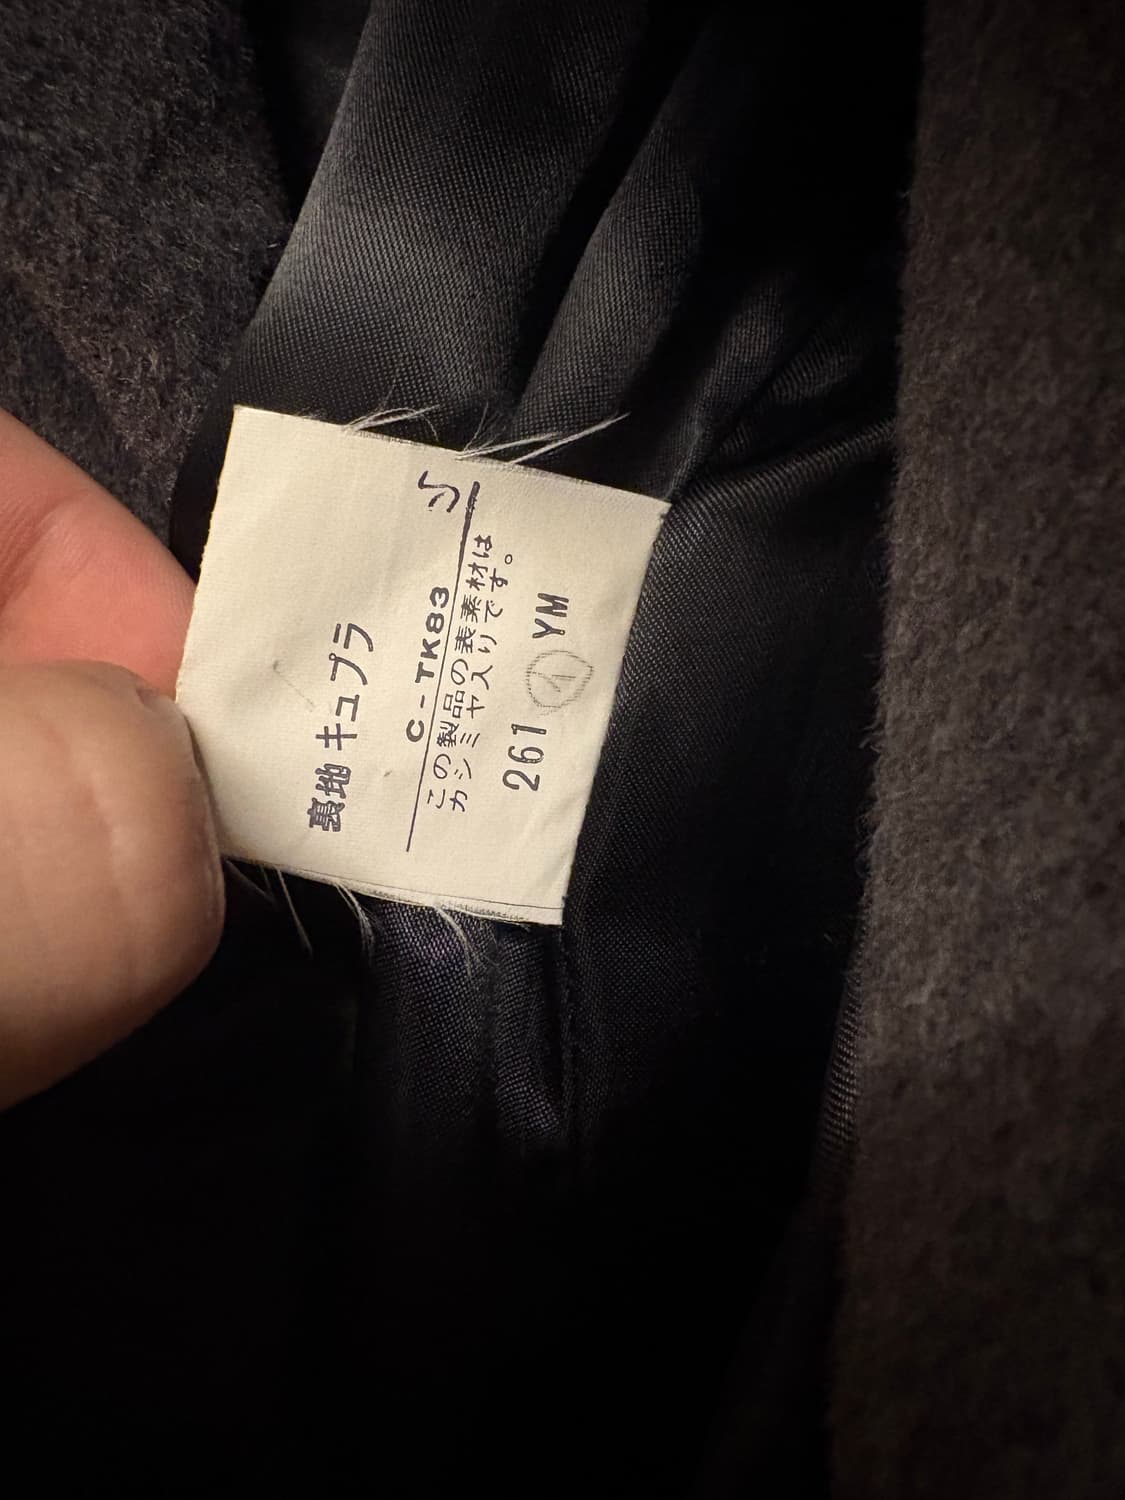 裏地 キュプラ
C-TK83
この製品の表素材は
カシミヤ入りです。
261 YM